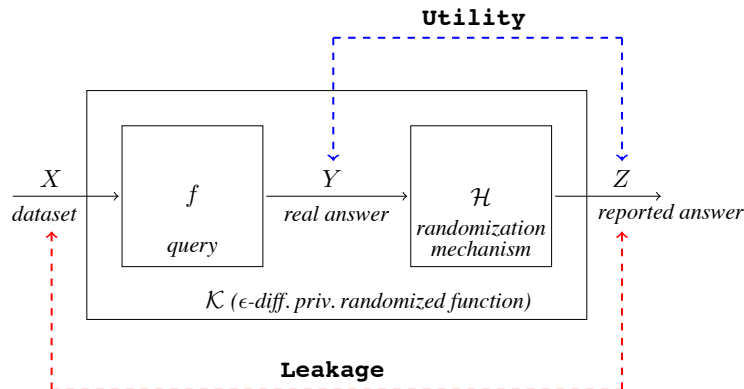 Utility
X
f
Y
H
Z
dataset
query
real answer
randomization
mechanism
reported answer
K (ϵ-diff. priv. randomized function)
Leakage